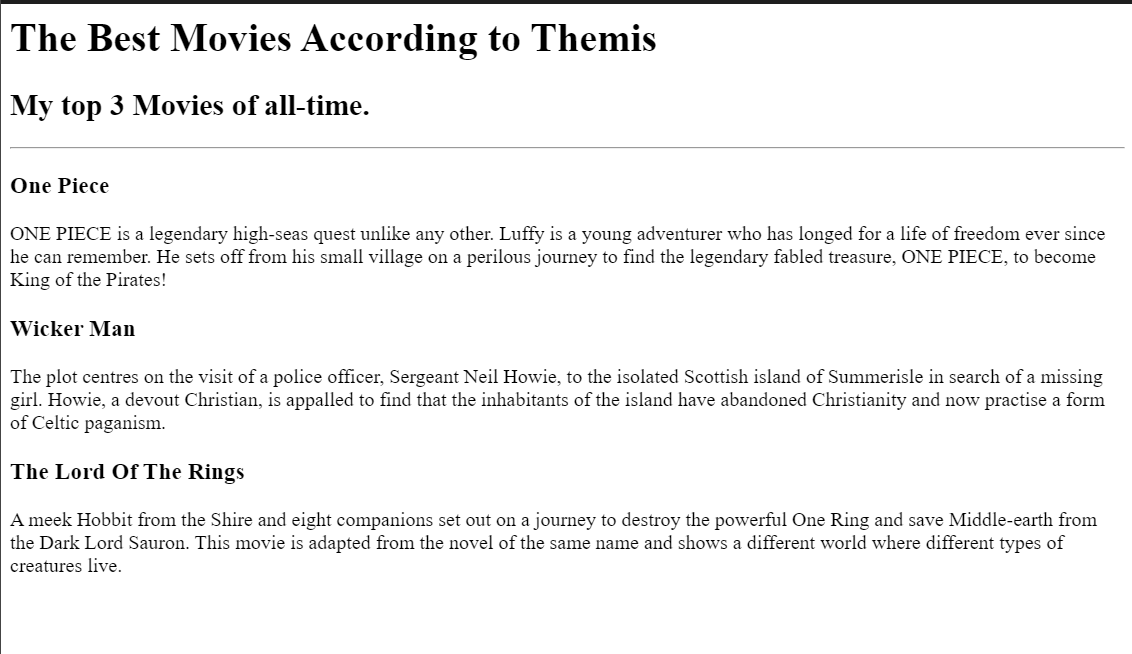 The Best Movies According to Themis
My top 3 Movies of all-time.
One Piece
ONE PIECE is a legendary high-seas quest unlike any other. Luffy is a young adventurer who has longed for a life of freedom ever since
he can remember. He sets off from his small village on a perilous journey to find the legendary fabled treasure, ONE PIECE, to become
King of the Pirates!
Wicker Man
The plot centres on the visit of a police officer, Sergeant Neil Howie, to the isolated Scottish island of Summerisle in search of a missing
girl. Howie, a devout Christian, is appalled to find that the inhabitants of the island have abandoned Christianity and now practise a form
of Celtic paganism.
The Lord Of The Rings
A meek Hobbit from the Shire and eight companions set out on a journey to destroy the powerful One Ring and save Middle-earth from
the Dark Lord Sauron. This movie is adapted from the novel of the same name and shows a different world where different types of
creatures live.